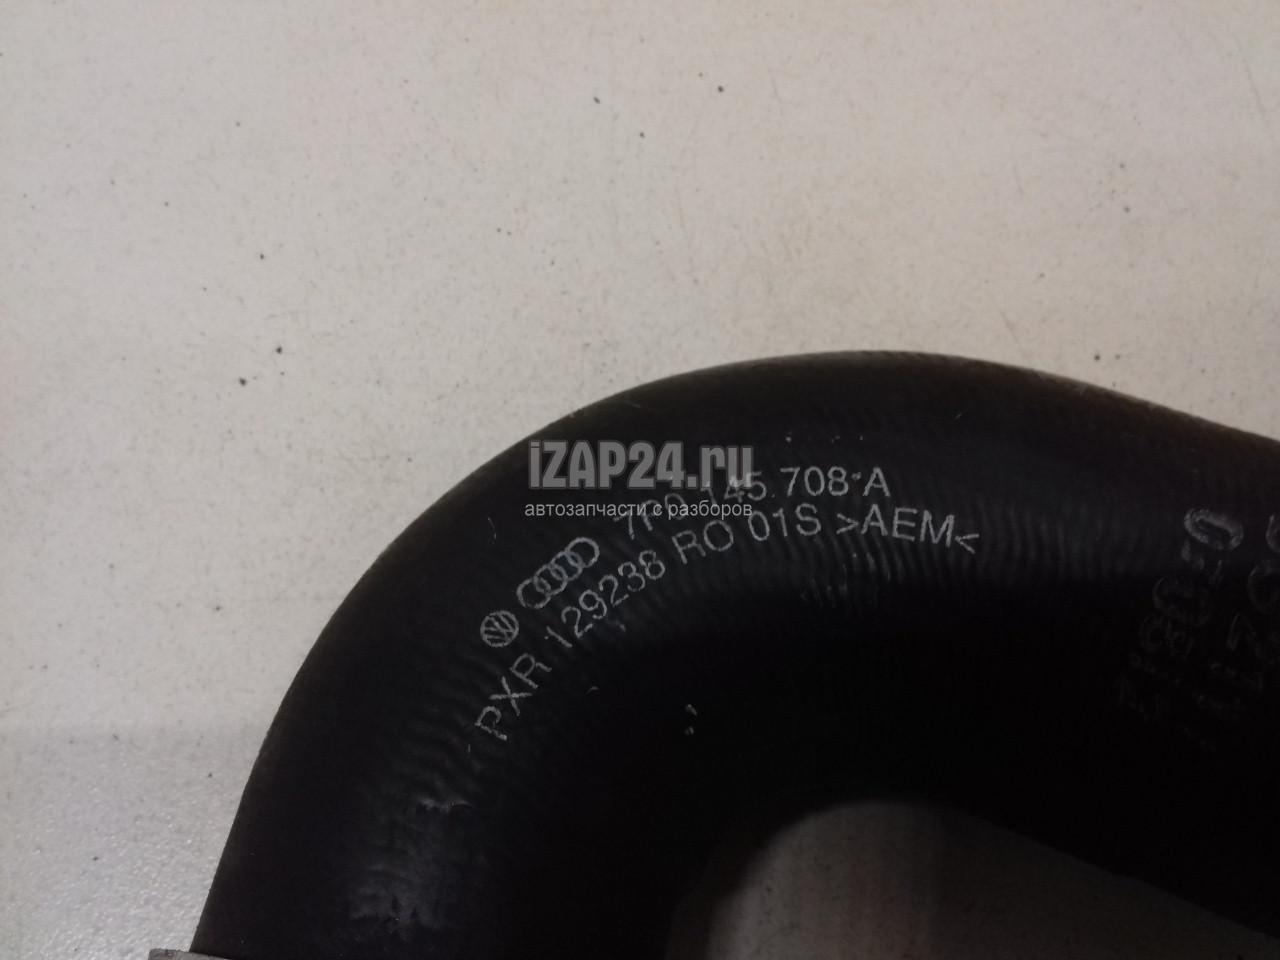 iZAP24.ru
автозапчасти с разборов
7P0 145 708 A
PXR 129238 RO 01S >AEM<